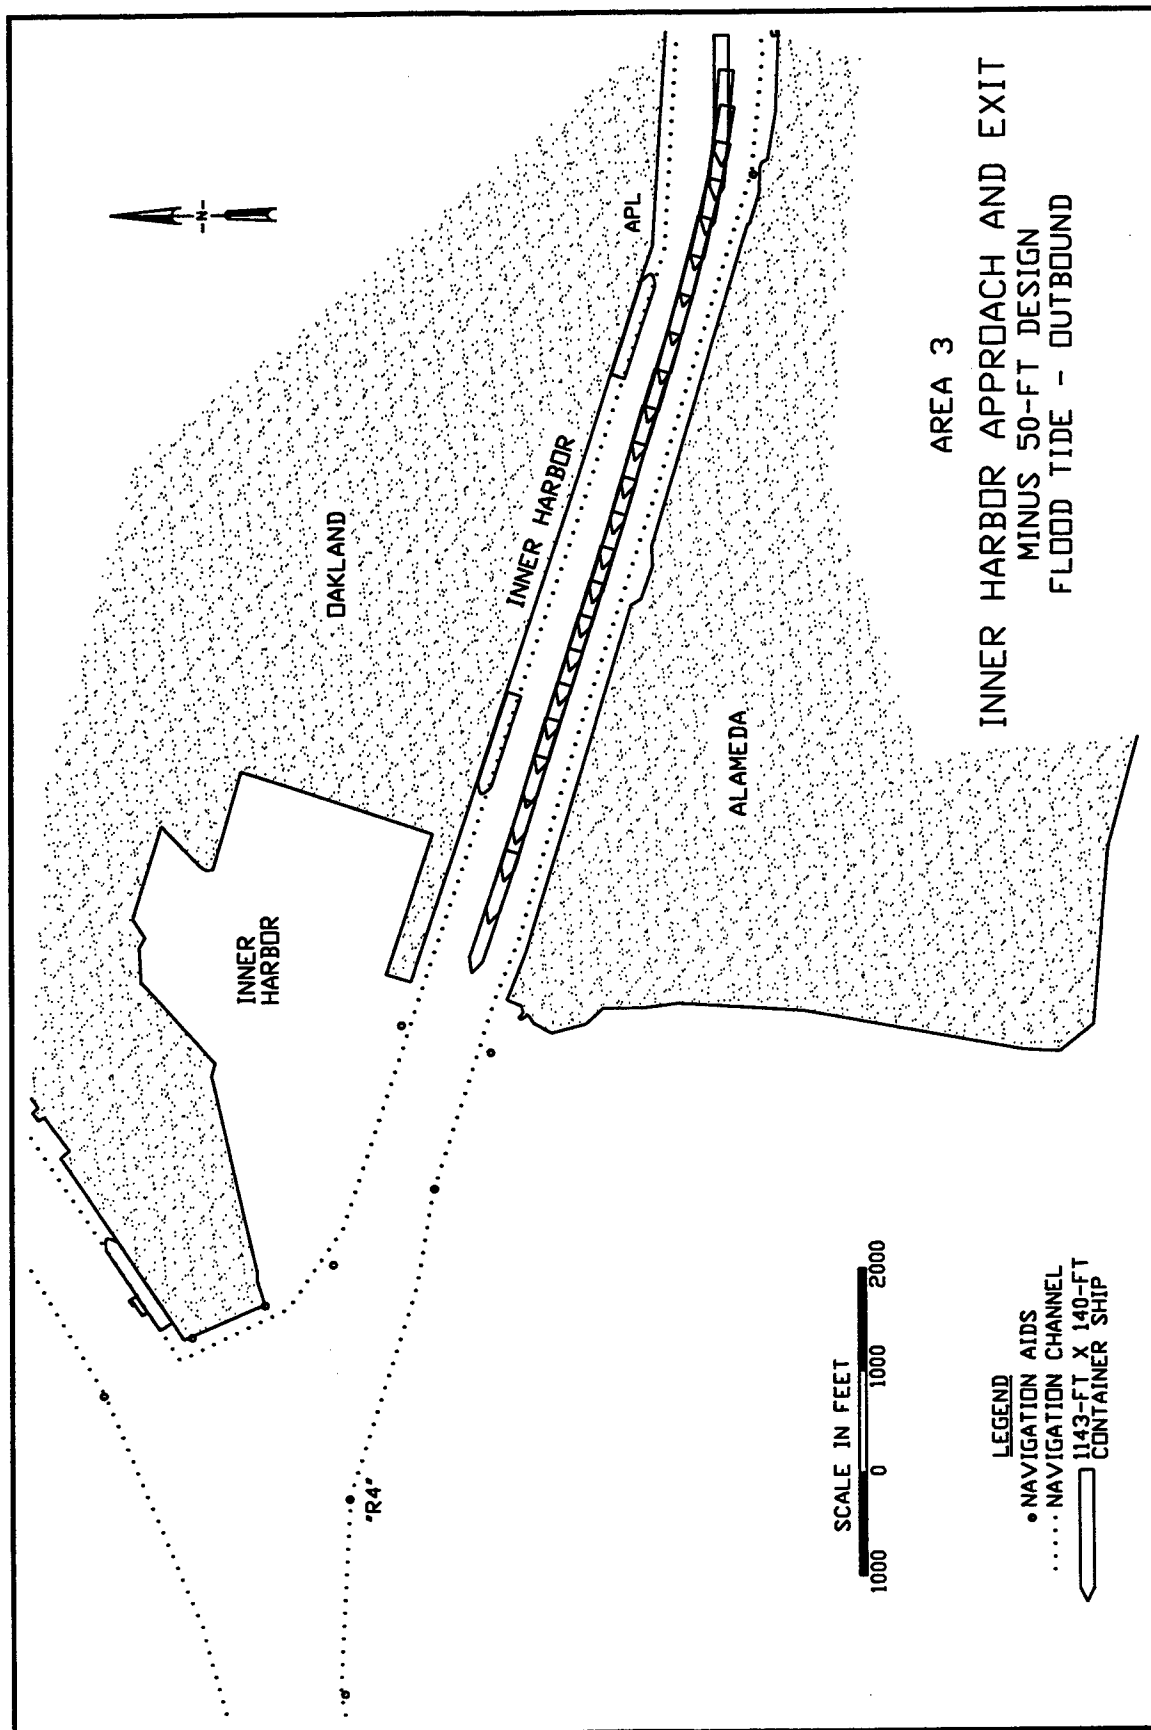 -N-
APL
OAKLAND
INNER HARBOR
INNER
HARBOR
ALAMEDA
"R4"
AREA 3
INNER HARBOR APPROACH AND EXIT
MINUS 50-FT DESIGN
FLOOD TIDE - OUTBOUND
SCALE IN FEET
1000 0 1000 2000
LEGEND
NAVIGATION AIDS
NAVIGATION CHANNEL
1143-FT X 140-FT
CONTAINER SHIP